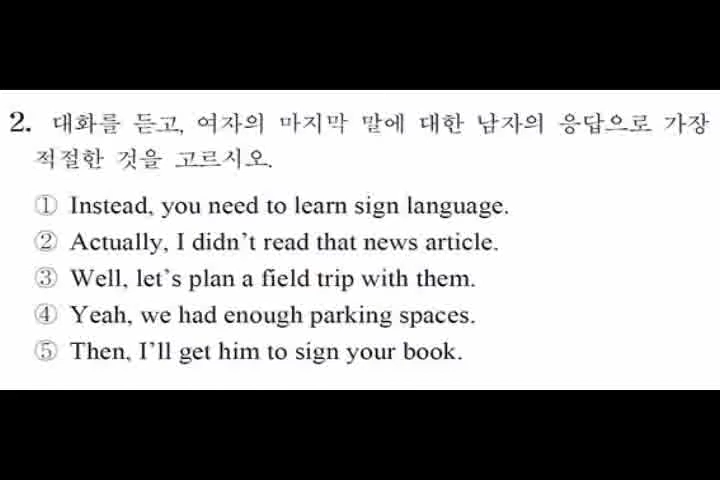 2. 대화를 듣고, 여자의 마지막 말에 대한 남자의 응답으로 가장
적절한 것을 고르시오.
① Instead, you need to learn sign language.
② Actually, I didn't read that news article.
③ Well, let's plan a field trip with them.
④ Yeah, we had enough parking spaces.
⑤ Then, I'll get him to sign your book.